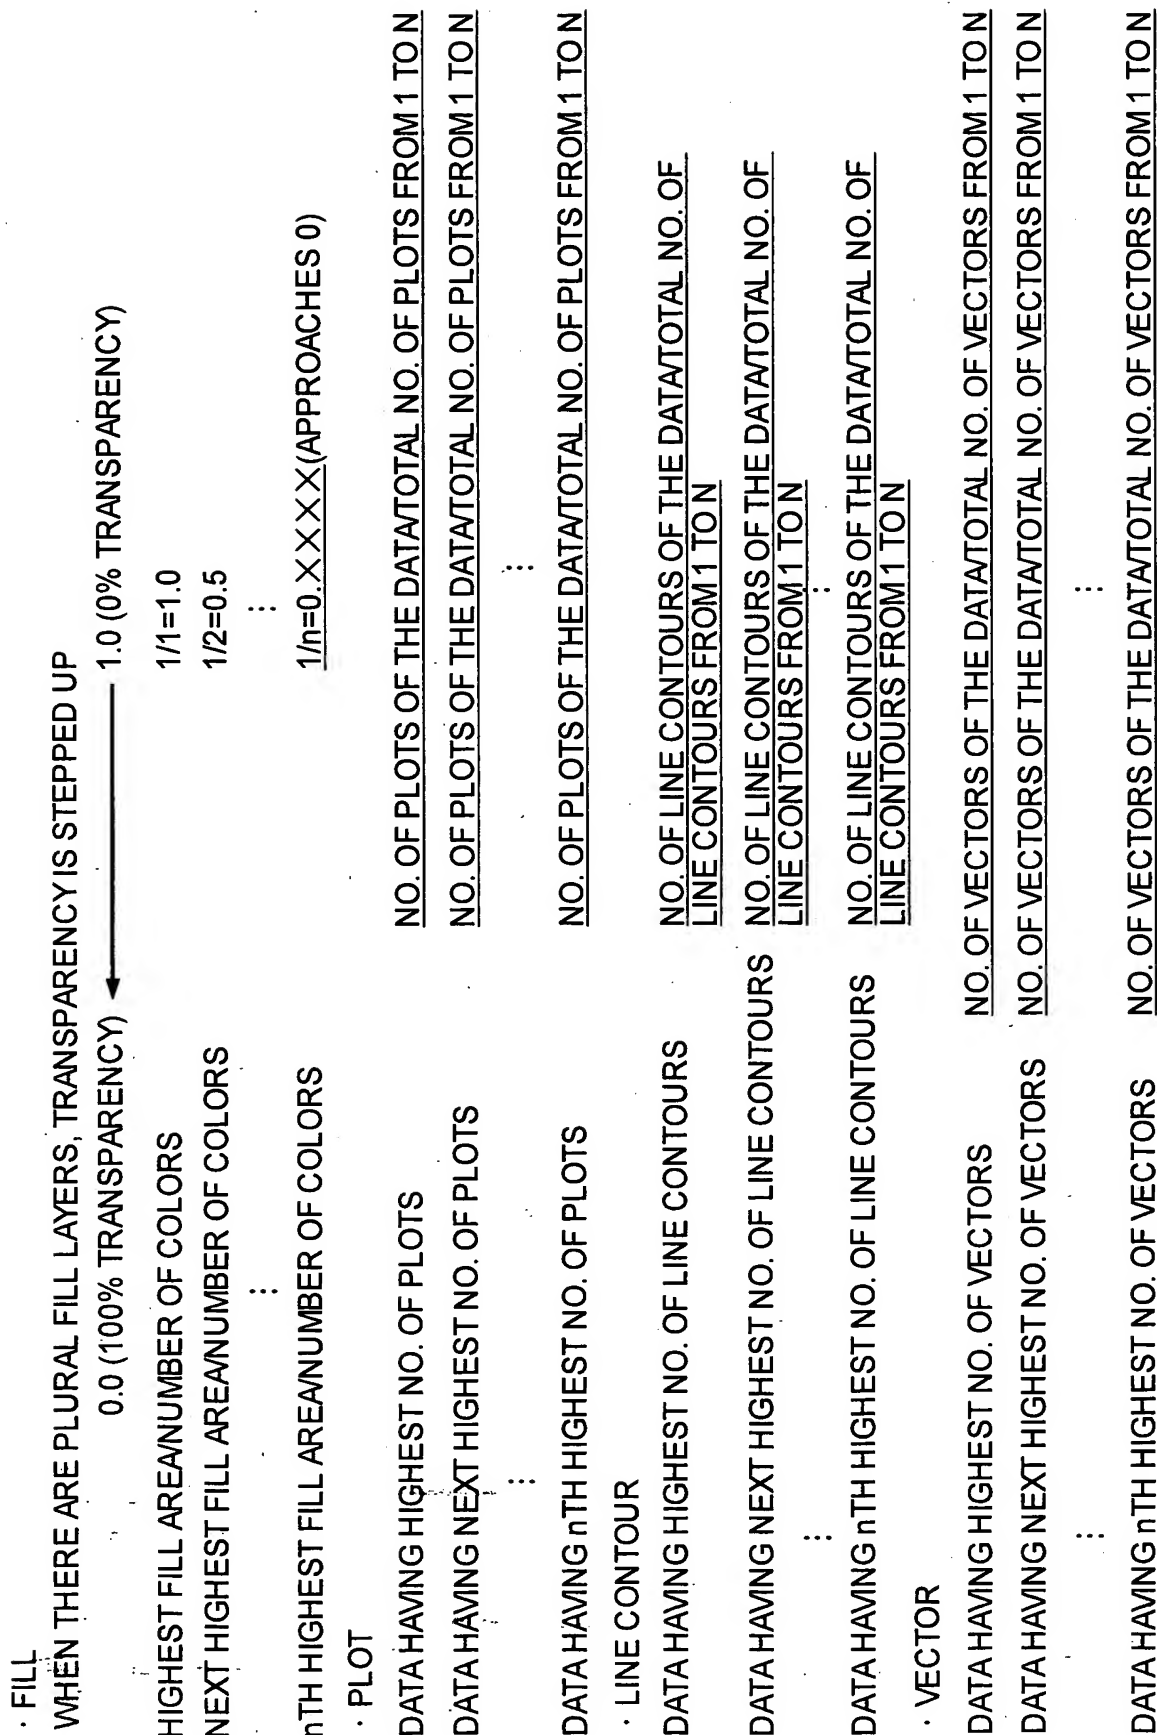 · FILL
WHEN THERE ARE PLURAL FILL LAYERS, TRANSPARENCY IS STEPPED UP
0.0 (100% TRANSPARENCY) 1.0 (0% TRANSPARENCY)
HIGHEST FILL AREA/NUMBER OF COLORS 1/1=1.0
NEXT HIGHEST FILL AREA/NUMBER OF COLORS 1/2=0.5
⋮ ⋮
nTH HIGHEST FILL AREA/NUMBER OF COLORS 1/n=0.XXXX(APPROACHES 0)
· PLOT
DATA HAVING HIGHEST NO. OF PLOTS NO. OF PLOTS OF THE DATA/TOTAL NO. OF PLOTS FROM 1 TO N
DATA HAVING NEXT HIGHEST NO. OF PLOTS NO. OF PLOTS OF THE DATA/TOTAL NO. OF PLOTS FROM 1 TO N
⋮ ⋮
DATA HAVING nTH HIGHEST NO. OF PLOTS NO. OF PLOTS OF THE DATA/TOTAL NO. OF PLOTS FROM 1 TO N
· LINE CONTOUR
DATA HAVING HIGHEST NO. OF LINE CONTOURS NO. OF LINE CONTOURS OF THE DATA/TOTAL NO. OF
LINE CONTOURS FROM 1 TO N
DATA HAVING NEXT HIGHEST NO. OF LINE CONTOURS NO. OF LINE CONTOURS OF THE DATA/TOTAL NO. OF
LINE CONTOURS FROM 1 TO N
⋮ ⋮
DATA HAVING nTH HIGHEST NO. OF LINE CONTOURS NO. OF LINE CONTOURS OF THE DATA/TOTAL NO. OF
LINE CONTOURS FROM 1 TO N
· VECTOR
DATA HAVING HIGHEST NO. OF VECTORS NO. OF VECTORS OF THE DATA/TOTAL NO. OF VECTORS FROM 1 TO N
DATA HAVING NEXT HIGHEST NO. OF VECTORS NO. OF VECTORS OF THE DATA/TOTAL NO. OF VECTORS FROM 1 TO N
⋮ ⋮
DATA HAVING nTH HIGHEST NO. OF VECTORS NO. OF VECTORS OF THE DATA/TOTAL NO. OF VECTORS FROM 1 TO N